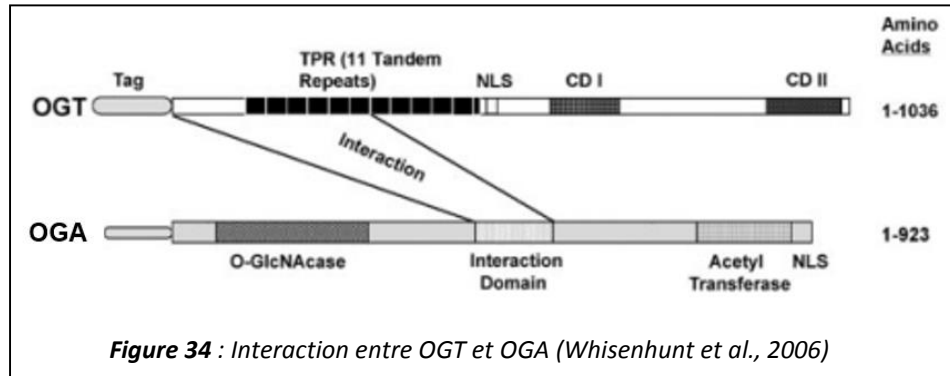 Amino
Acids
TPR (11 Tandem
Repeats)
Tag
NLS
CD I
CD II
OGT
1-1036
Interaction
OGA
1-923
O-GlcNAcase
Interaction
Domain
Acetyl
Transferase
NLS
Figure 34 : Interaction entre OGT et OGA (Whisenhunt et al., 2006)